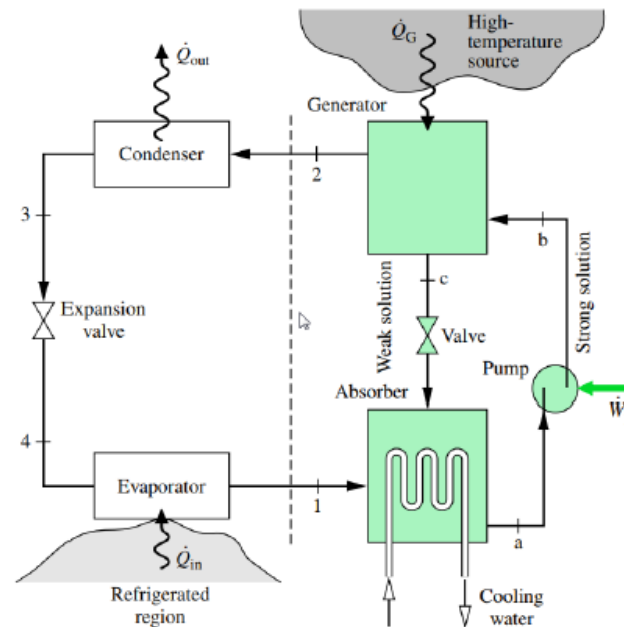 Q̇out
Q̇G
High-
temperature
source
Generator
Condenser
2
3
b
c
Weak solution
Strong solution
Expansion
valve
Valve
Pump
Ẇ
Absorber
4
Evaporator
1
a
Q̇in
Refrigerated
region
Cooling
water